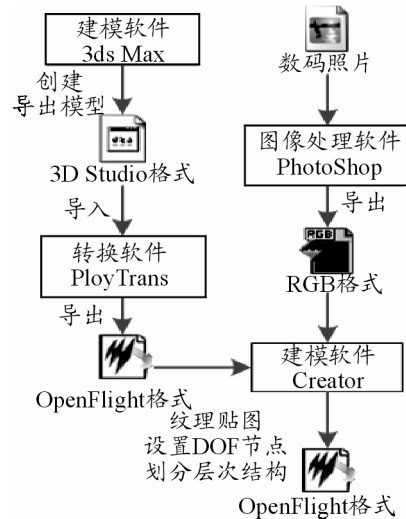 建模软件
3ds Max
创建
导出模型
3D Studio格式
导入
转换软件
PloyTrans
导出
OpenFlight格式
数码照片
图像处理软件
PhotoShop
导出
RGB
RGB格式
建模软件
Creator
纹理贴图
设置DOF节点
划分层次结构
OpenFlight格式